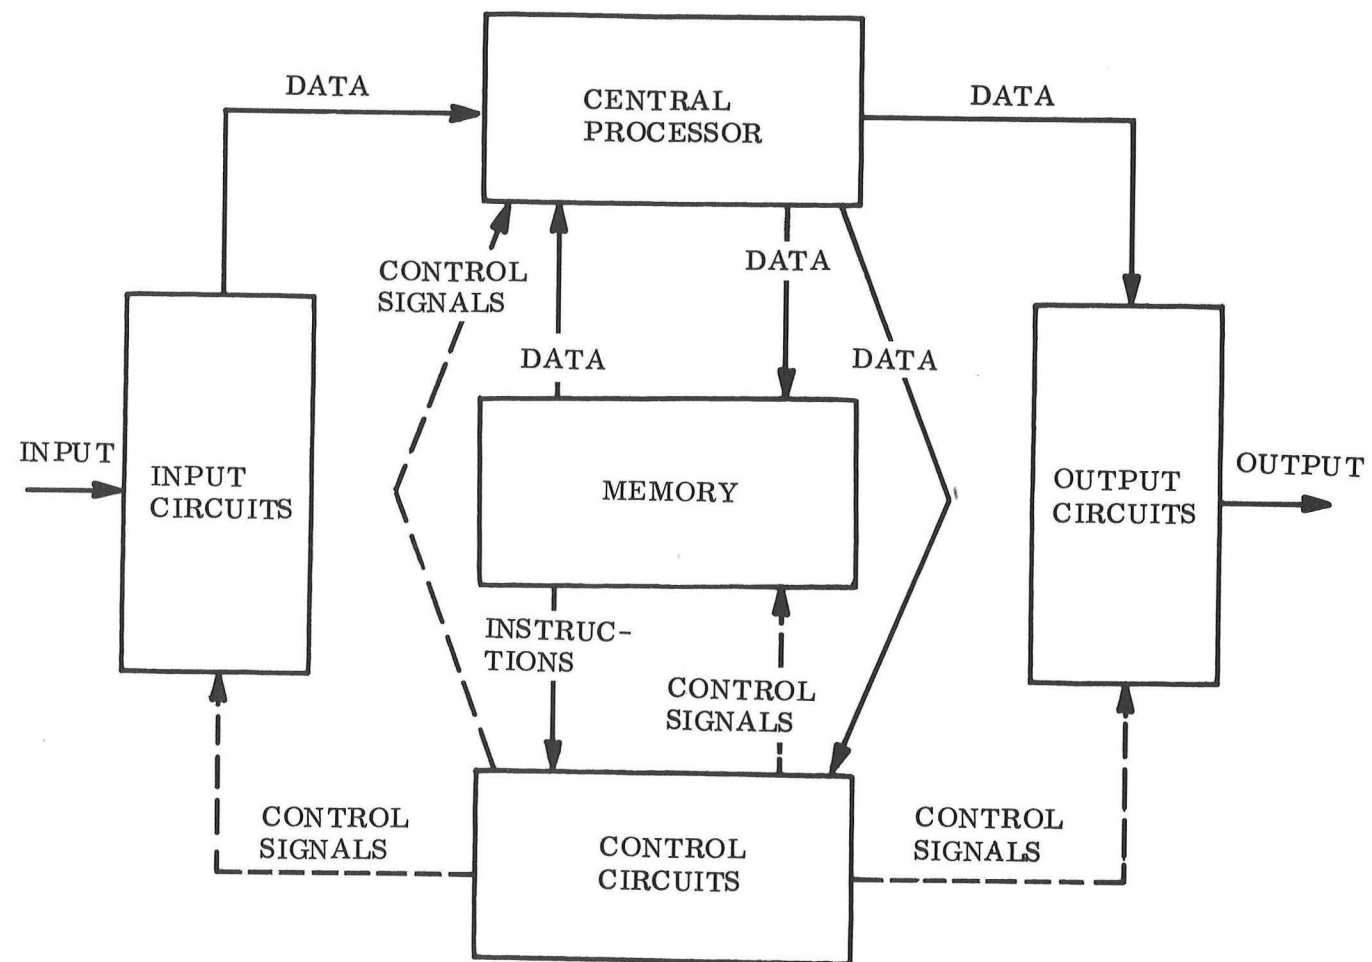 DATA
CENTRAL
PROCESSOR
DATA
CONTROL
SIGNALS
DATA
DATA
DATA
INPUT
INPUT
CIRCUITS
MEMORY
OUTPUT
CIRCUITS
OUTPUT
INSTRUC-
TIONS
CONTROL
SIGNALS
CONTROL
SIGNALS
CONTROL
CIRCUITS
CONTROL
SIGNALS